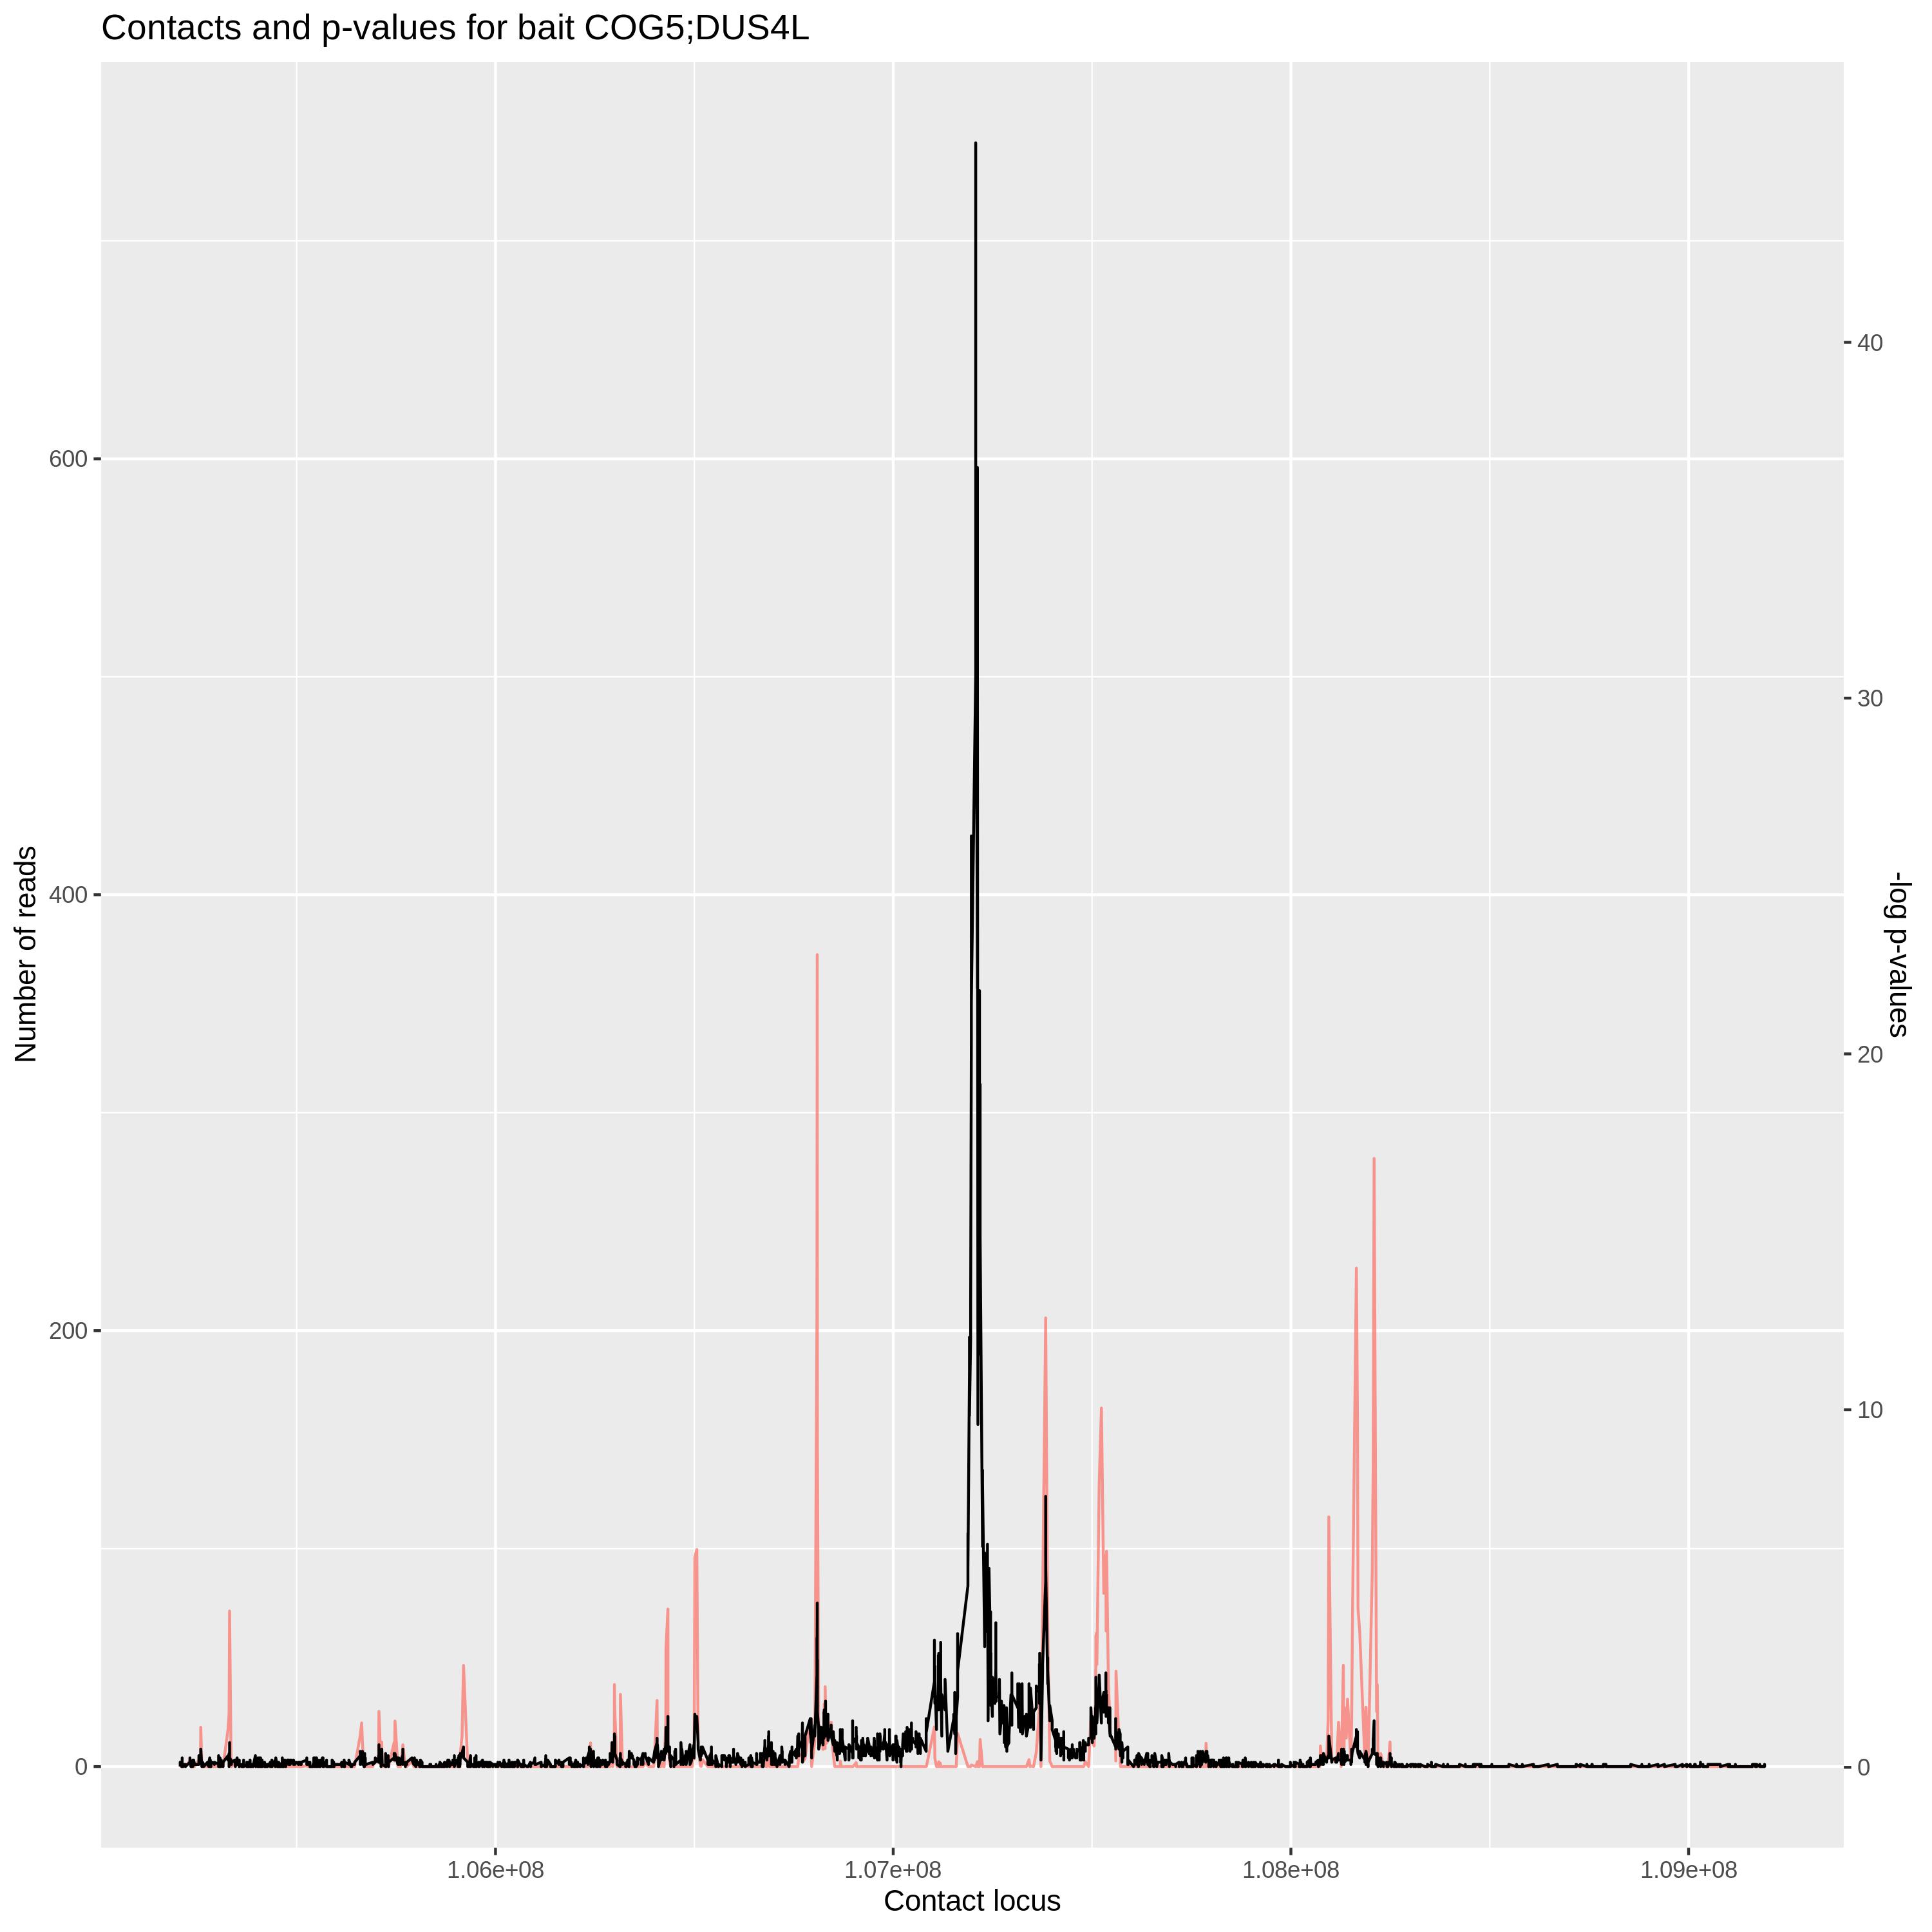 Contacts and p-values for bait COG5;DUS4L
Number of reads
600
400
200
0
40
30
20
10
0
-log p-values
1.06e+08
1.07e+08
1.08e+08
1.09e+08
Contact locus